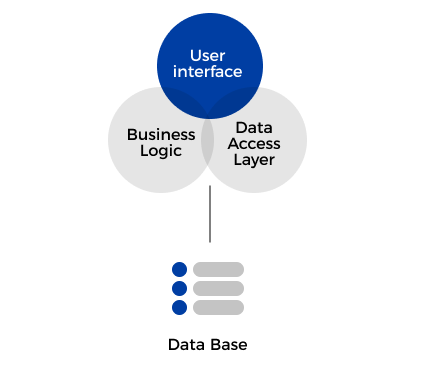 User
interface
Business
Logic
Data
Access
Layer
Data Base